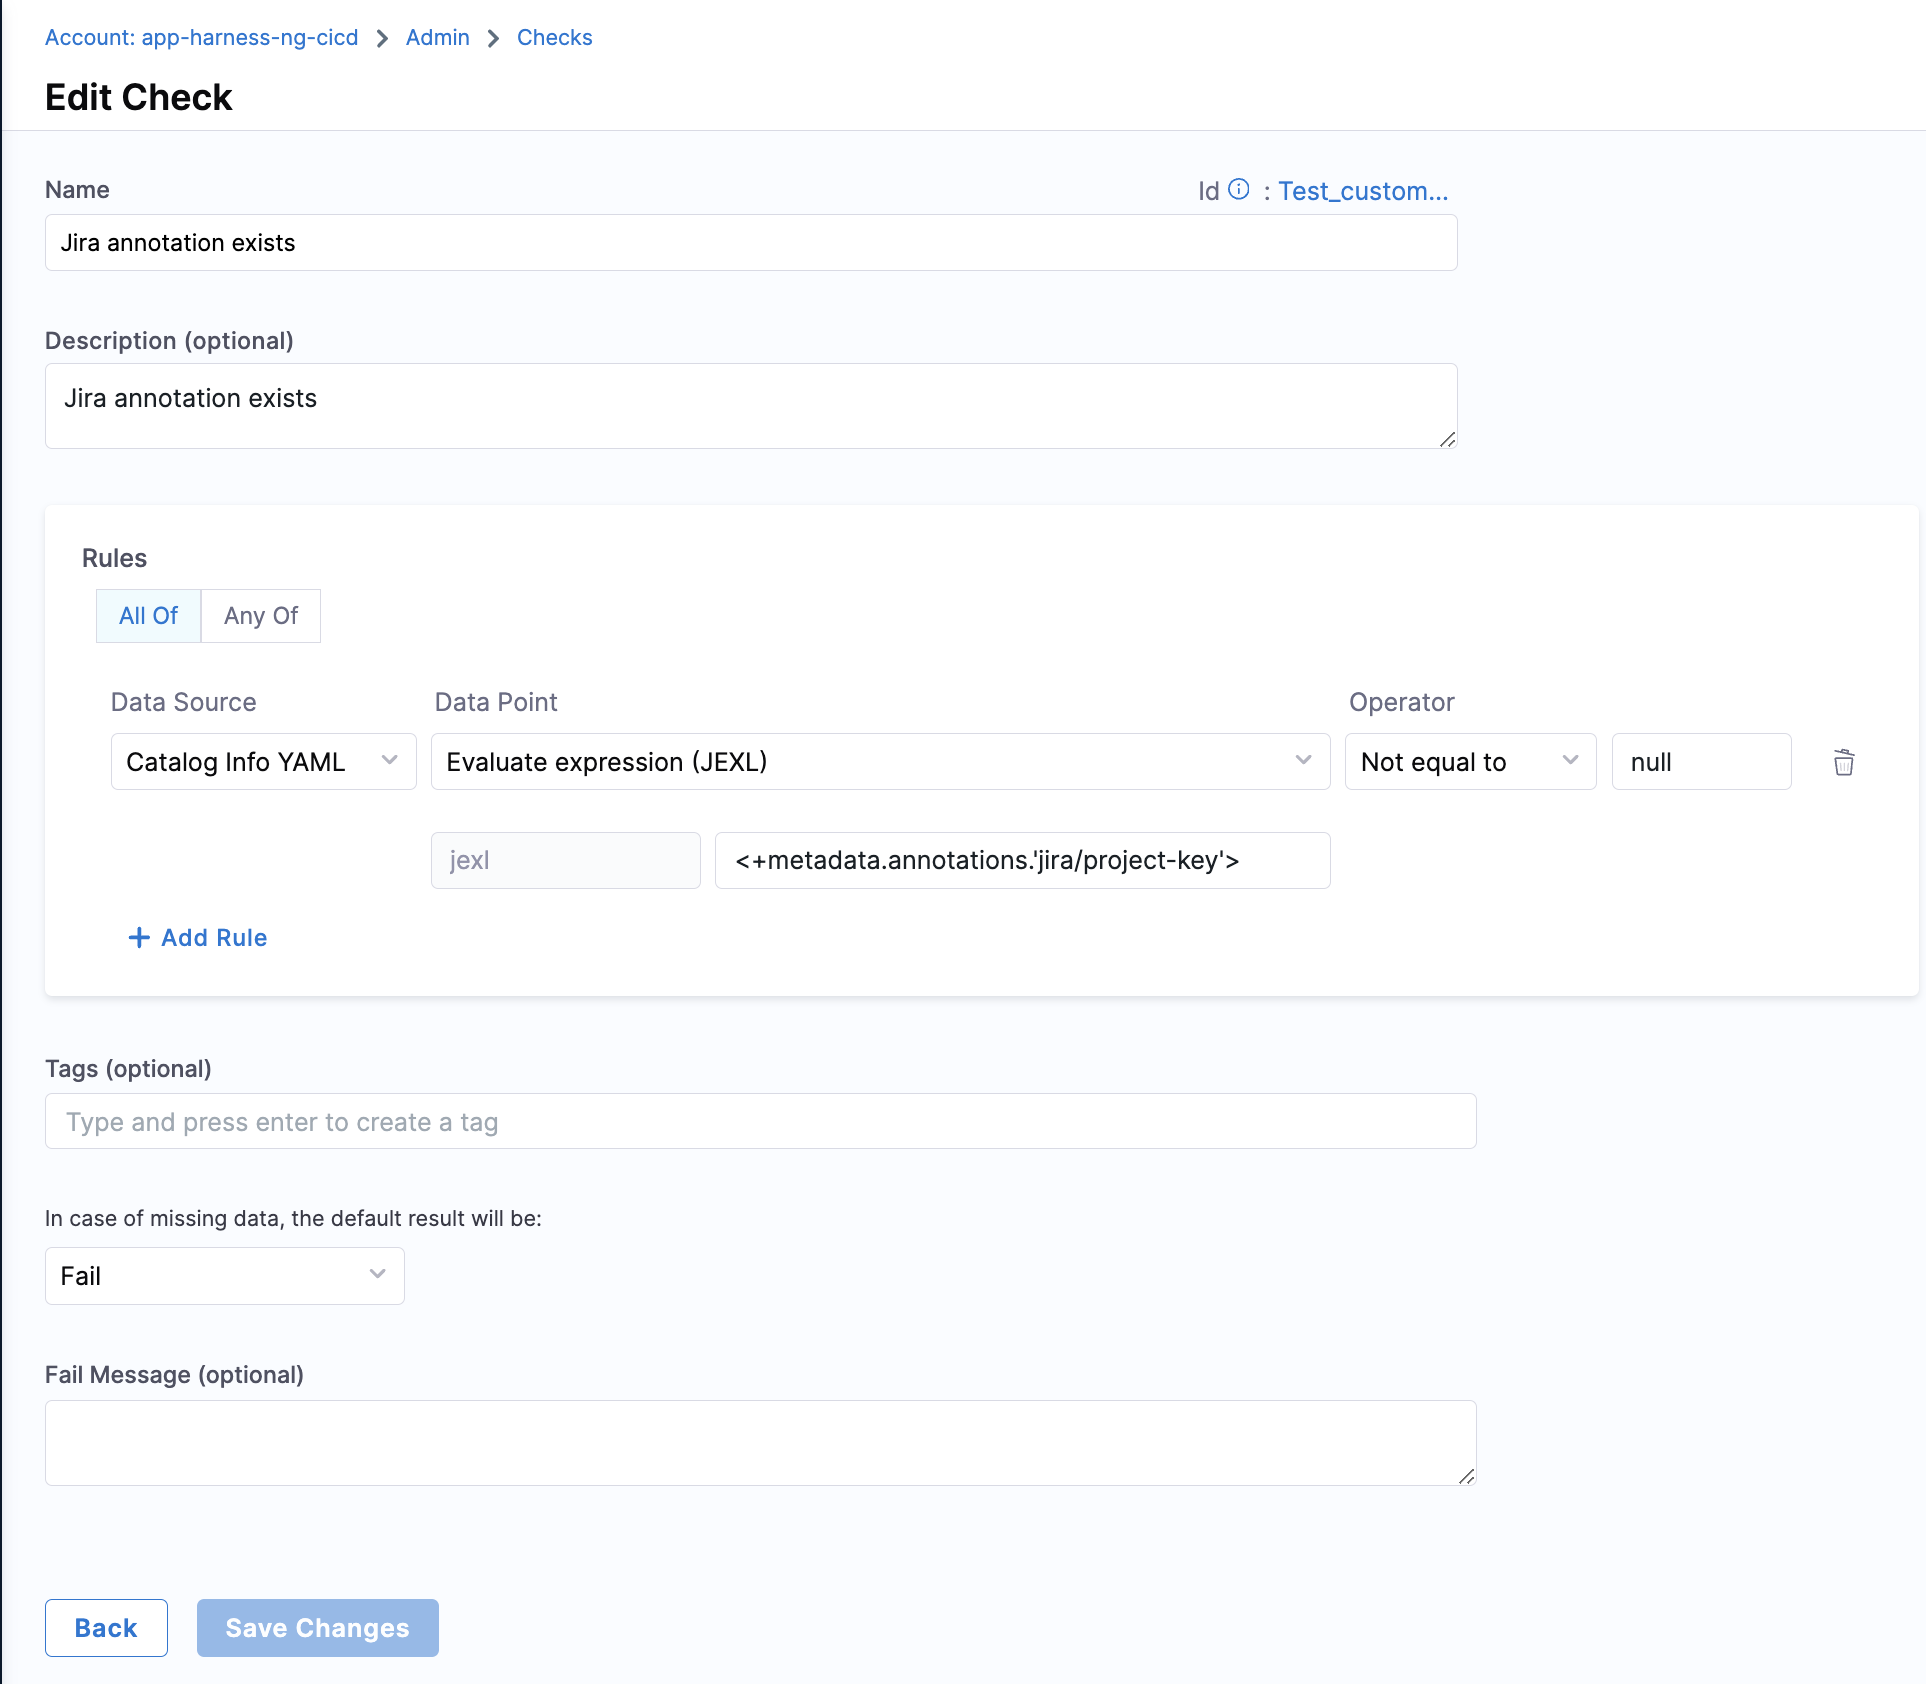 Account: app-harness-ng-cicd > Admin > Checks
Edit Check
Name
Id : Test_custom...
Jira annotation exists
Description (optional)
Jira annotation exists
Rules
All Of Any Of
Data Source Data Point Operator
Catalog Info YAML Evaluate expression (JEXL) Not equal to null
jexl <+metadata.annotations.'jira/project-key'>
+ Add Rule
Tags (optional)
Type and press enter to create a tag
In case of missing data, the default result will be:
Fail
Fail Message (optional)
Back Save Changes